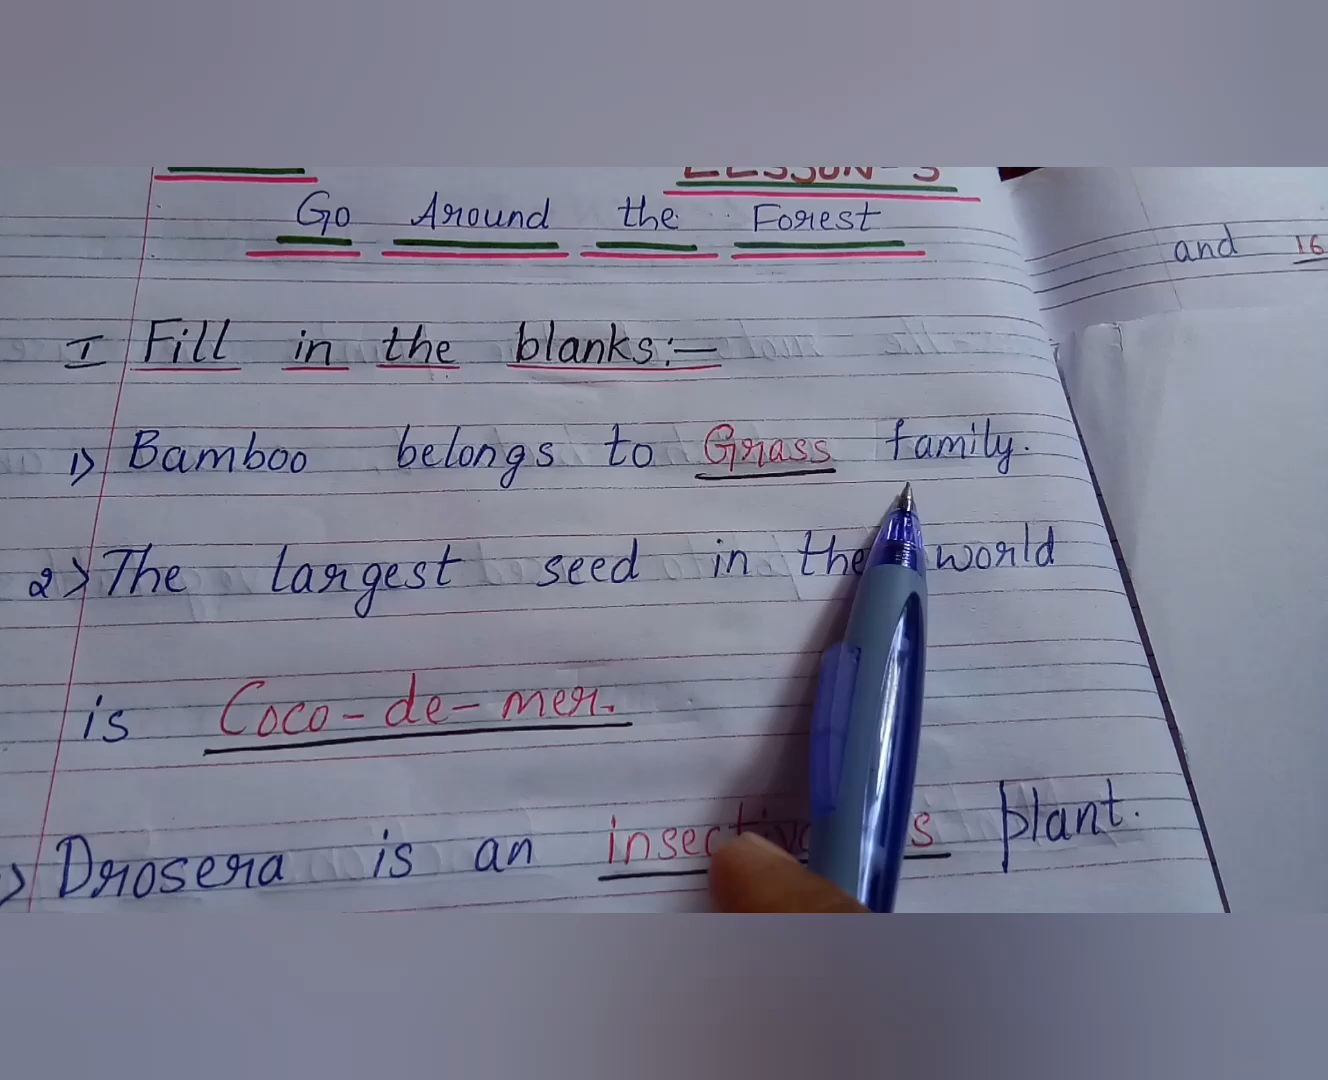 LESSON-3
Go Around the Forest
and 16
I Fill in the blanks:-
1) Bamboo belongs to Grass family.
2) The largest seed in the world
is Coco-de-mer.
Drosera is an plant.